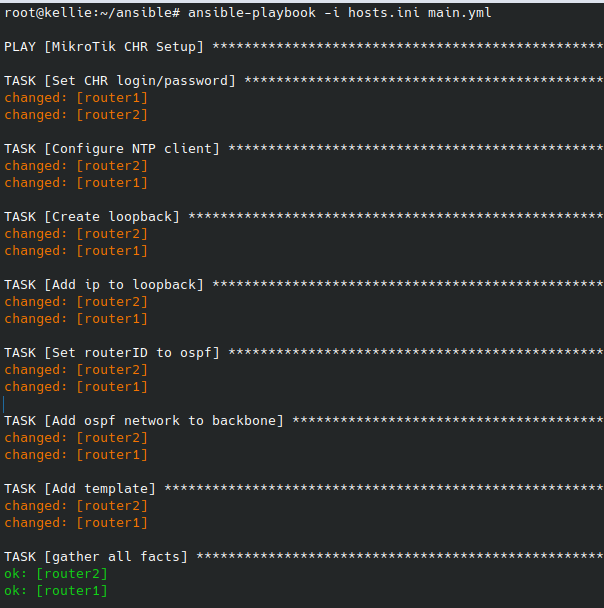 root@kellie:~/ansible# ansible-playbook -i hosts.ini main.yml
PLAY [MikroTik CHR Setup] *************************************************
TASK [Set CHR login/password] *********************************************
changed: [router1]
changed: [router2]
TASK [Configure NTP client] ***********************************************
changed: [router2]
changed: [router1]
TASK [Create loopback] ****************************************************
changed: [router2]
changed: [router1]
TASK [Add ip to loopback] *************************************************
changed: [router2]
changed: [router1]
TASK [Set routerID to ospf] ***********************************************
changed: [router2]
changed: [router1]
TASK [Add ospf network to backbone] ***************************************
changed: [router2]
changed: [router1]
TASK [Add template] *******************************************************
changed: [router2]
changed: [router1]
TASK [gather all facts] ***************************************************
ok: [router2]
ok: [router1]